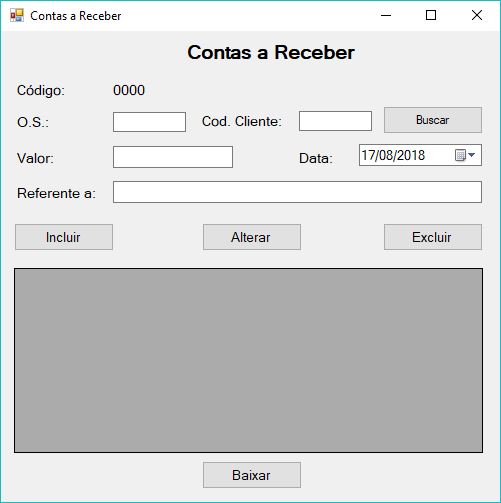 Contas a Receber
Contas a Receber
Código: 0000
O.S.: Cod. Cliente: Buscar
Valor: Data: 17/08/2018
Referente a:
Incluir Alterar Excluir
Baixar